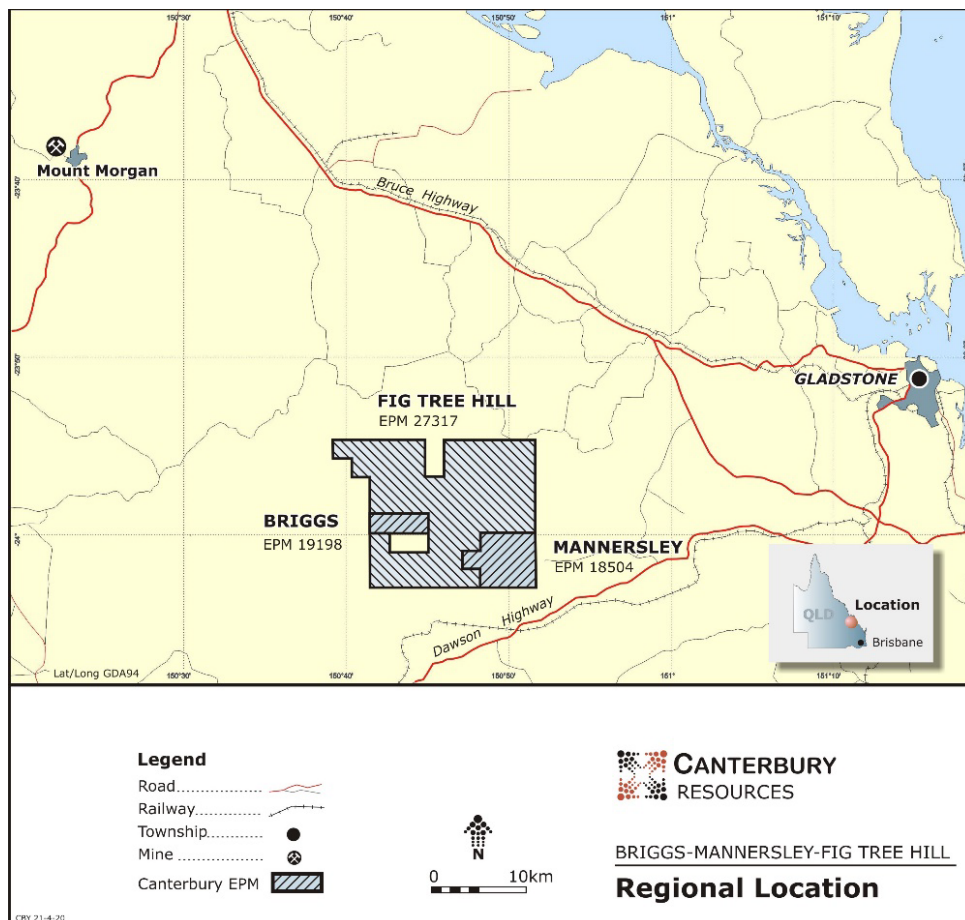 150°30'
150°40'
150°50'
151°
151°10'
Mount Morgan
-23°40'
Bruce Highway
-23°50'
GLADSTONE
FIG TREE HILL
EPM 27317
BRIGGS
EPM 19198
-24°
MANNERSLEY
EPM 18504
Dawson Highway
QLD
Location
Brisbane
Lat/Long GDA94
150°30'
150°40'
150°50'
151°
151°10'
Legend
Road
Railway
Township
Mine
Canterbury EPM
N
0 10km
CANTERBURY
RESOURCES
BRIGGS-MANNERSLEY-FIG TREE HILL
Regional Location
CBY 21-4-20